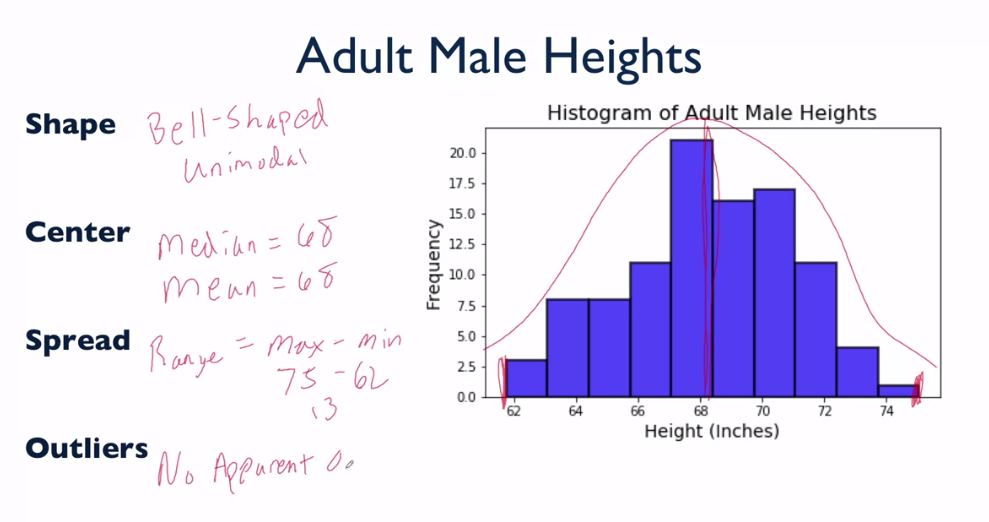 Adult Male Heights
Shape Bell-Shaped
Unimodal
Center Median = 68
Mean = 68
Spread Range = Max - Min
75 - 62
13
Outliers No Apparent O
Histogram of Adult Male Heights
Frequency
20.0
17.5
15.0
12.5
10.0
7.5
5.0
2.5
0.0
62 64 66 68 70 72 74
Height (Inches)